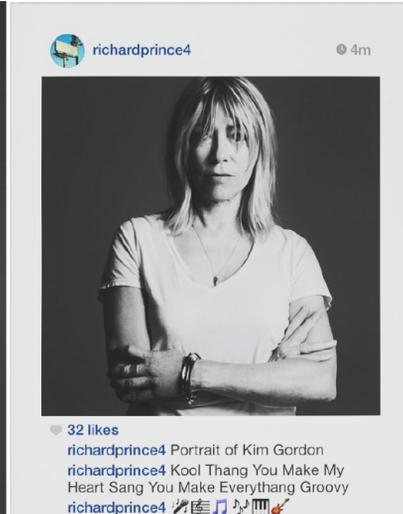 richardprince4 4m
32 likes
richardprince4 Portrait of Kim Gordon
richardprince4 Kool Thang You Make My
Heart Sang You Make Everythang Groovy
richardprince4 🎤🎼🎵🎶🎹🎸